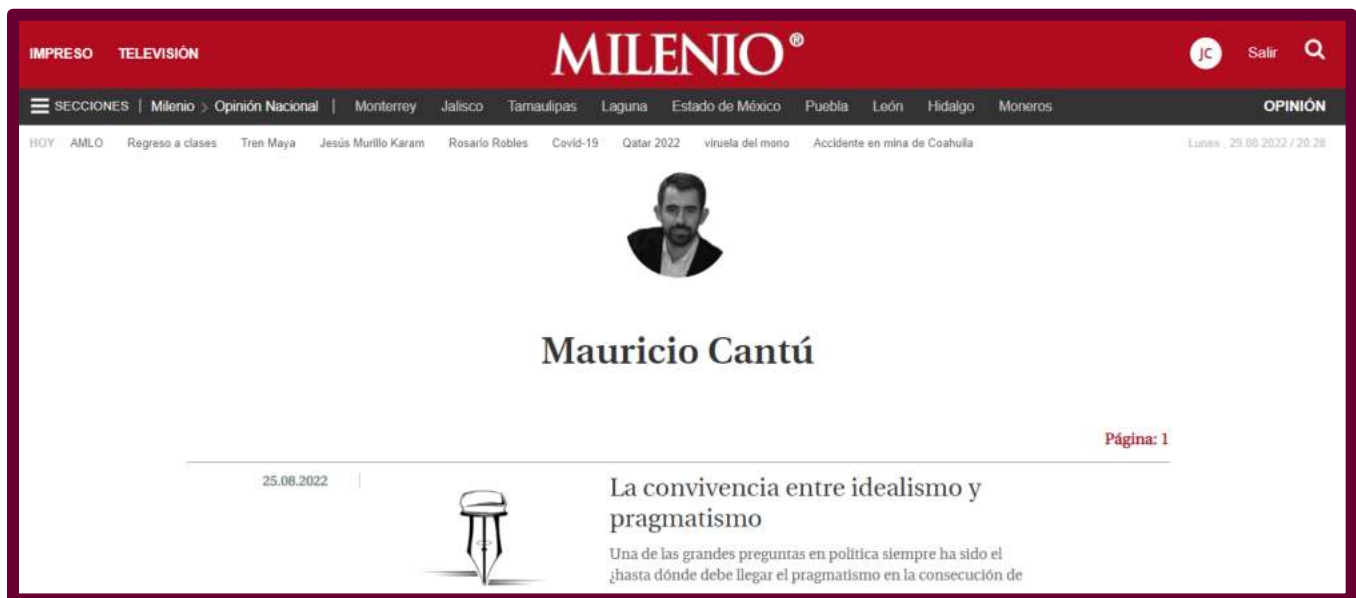 IMPRESO TELEVISIÓN MILENIO® JC Salir
SECCIONES | Milenio > Opinión Nacional | Monterrey Jalisco Tamaulipas Laguna Estado de México Puebla León Hidalgo Moneros OPINIÓN
HOY AMLO Regreso a clases Tren Maya Jesús Murillo Karam Rosario Robles Covid-19 Qatar 2022 viruela del mono Accidente en mina de Coahuila Lunes . 29.08.2022 / 20:28
Mauricio Cantú
Página: 1
25.08.2022
La convivencia entre idealismo y
pragmatismo
Una de las grandes preguntas en política siempre ha sido el
¿hasta dónde debe llegar el pragmatismo en la consecución de